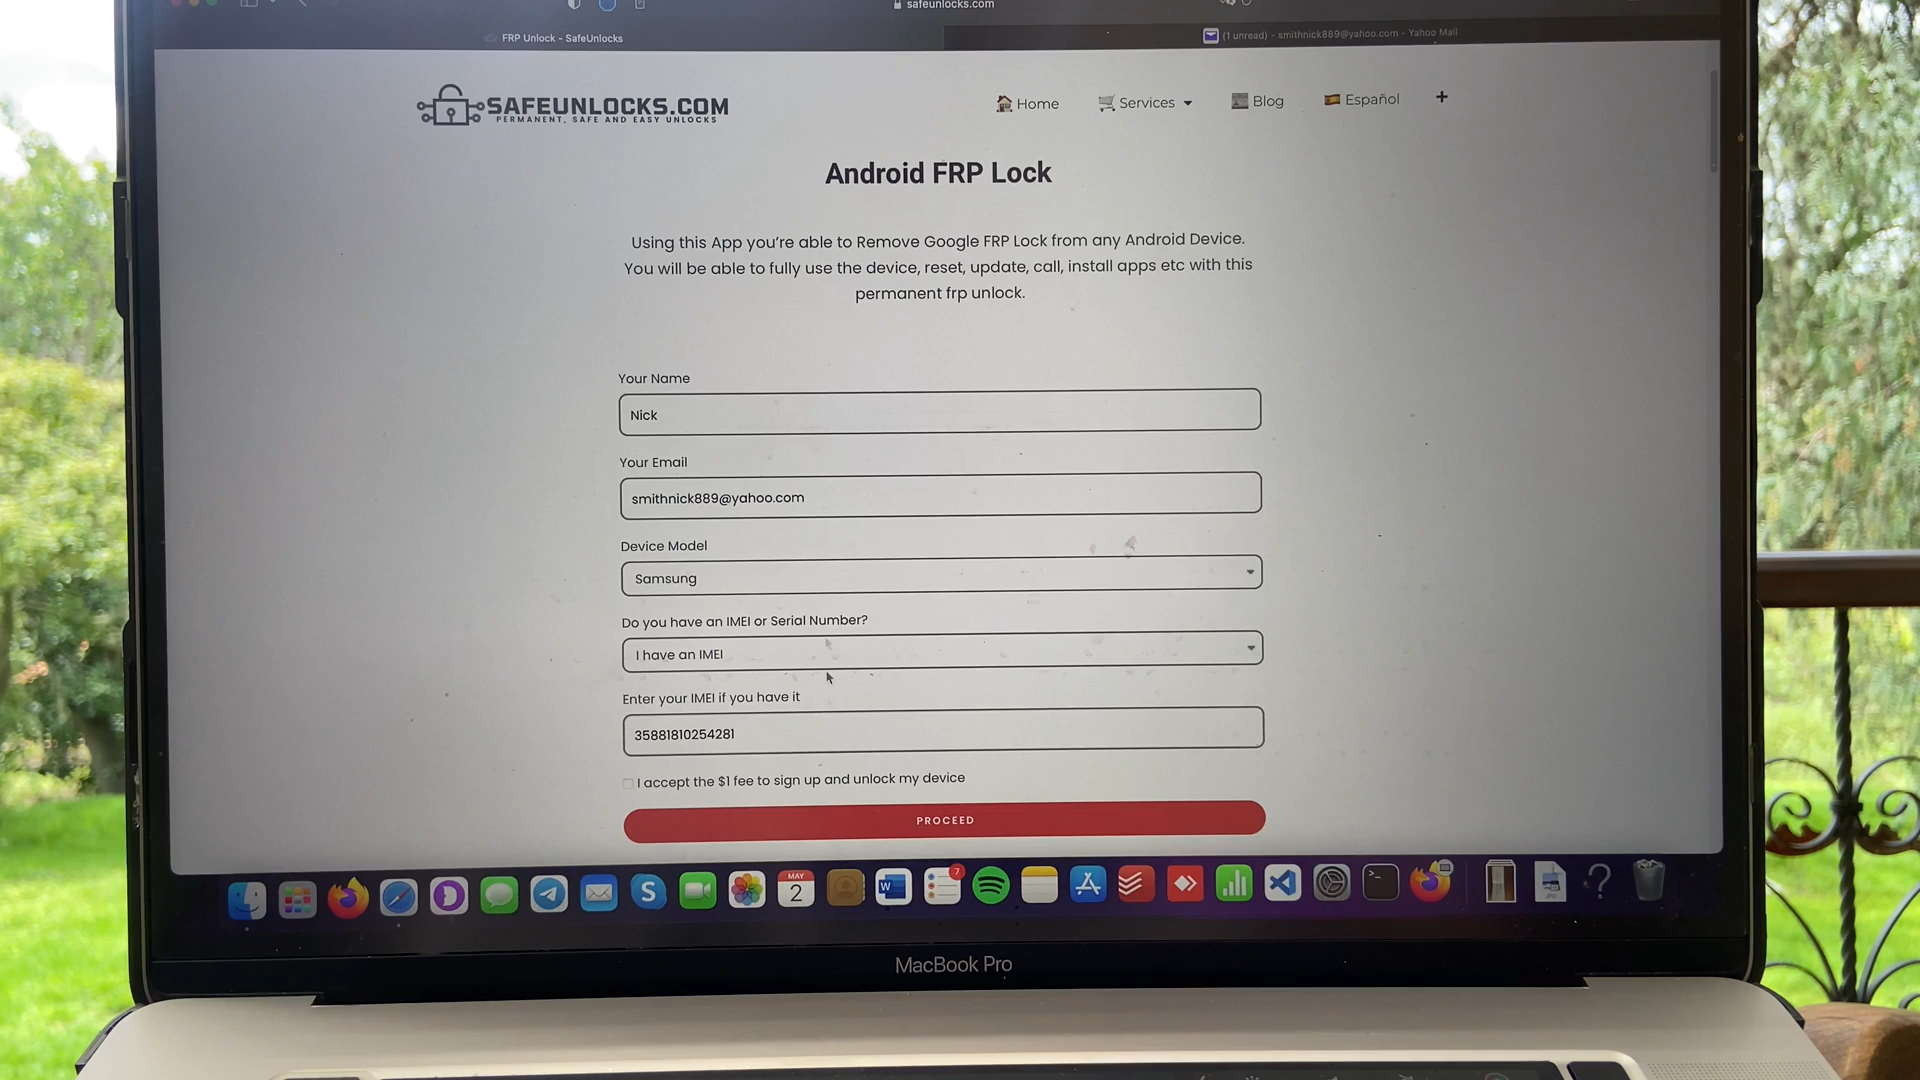 safeunlocks.com
FRP Unlock - SafeUnlocks
(1 unread) - smithnick889@yahoo.com - Yahoo Mail
SAFEUNLOCKS.COM
PERMANENT, SAFE AND EASY UNLOCKS
Home
Services
Blog
Español
+
Android FRP Lock
Using this App you're able to Remove Google FRP Lock from any Android Device.
You will be able to fully use the device, reset, update, call, install apps etc with this
permanent frp unlock.
Your Name
Nick
Your Email
smithnick889@yahoo.com
Device Model
Samsung
Do you have an IMEI or Serial Number?
I have an IMEI
Enter your IMEI if you have it
35881810254281
I accept the $1 fee to sign up and unlock my device
PROCEED
MAY
2
7
MacBook Pro